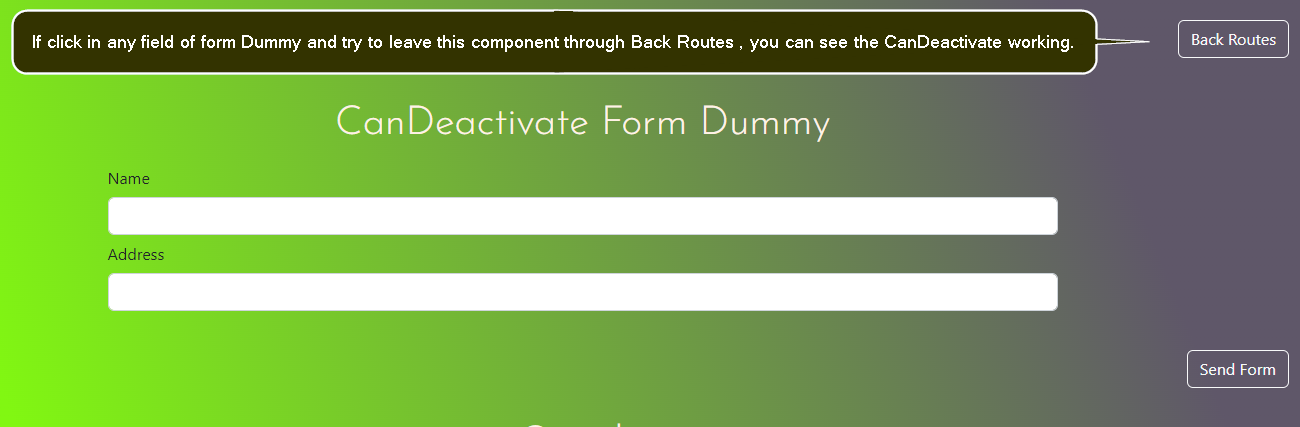 If click in any field of form Dummy and try to leave this component through Back Routes , you can see the CanDeactivate working.
Back Routes
CanDeactivate Form Dummy
Name
Address
Send Form